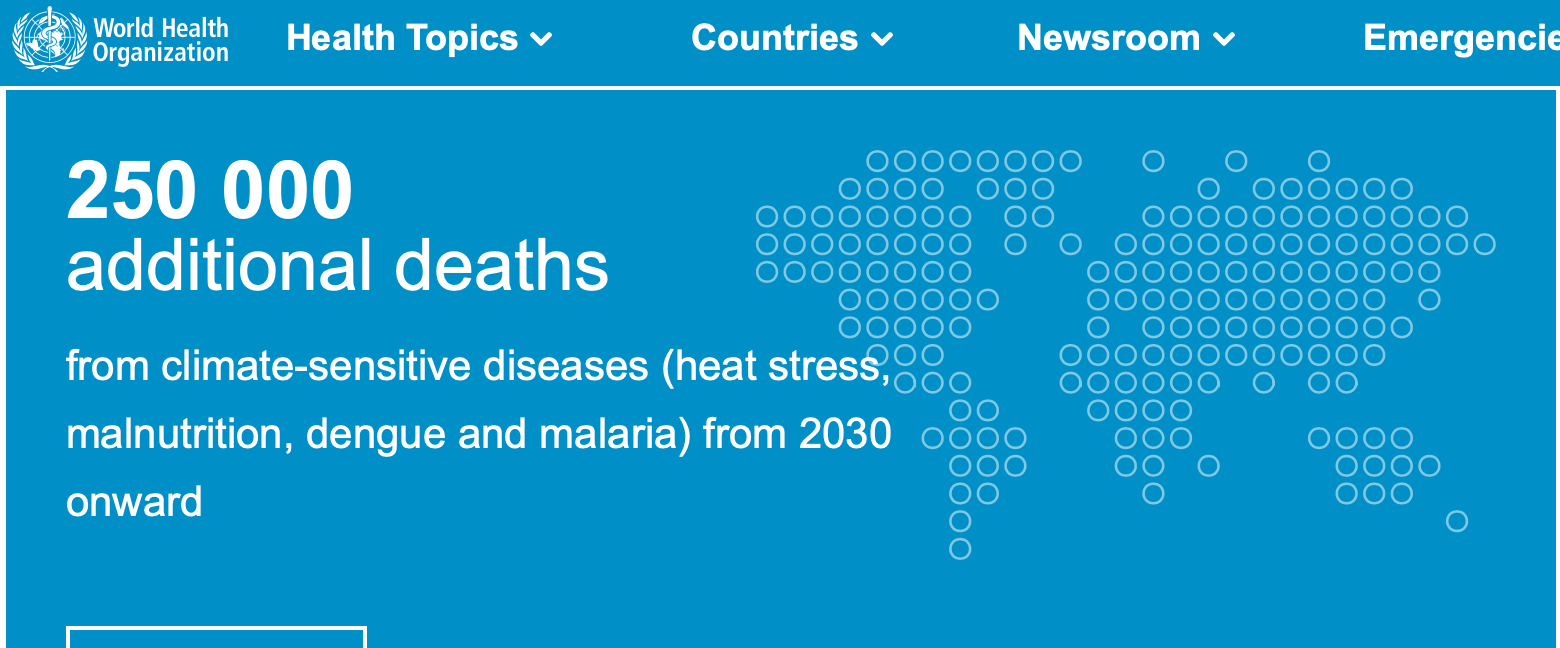 World Health
Organization
Health Topics
Countries
Newsroom
Emergencie
250 000
additional deaths
from climate-sensitive diseases (heat stress,
malnutrition, dengue and malaria) from 2030
onward